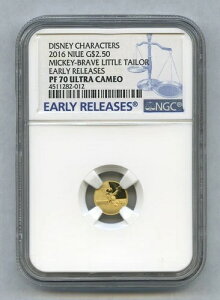 DISNEY CHARACTERS
2016 NIUE G$2.50
MICKEY-BRAVE LITTLE TAILOR
EARLY RELEASES
PF 70 ULTRA CAMEO
4511282-012
EARLY RELEASES®
NGC